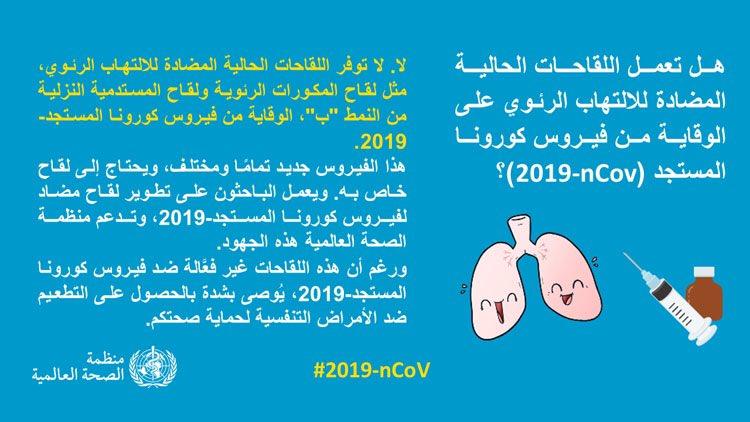 هل تعمل اللقاحات الحالية
المضادة للالتهاب الرئوي على
الوقاية من فيروس كورونا
المستجد (2019-nCov)؟
لا. لا توفر اللقاحات الحالية المضادة للالتهاب الرئوي،
مثل لقاح المكورات الرئوية ولقاح المستدمية النزلية
من النمط "ب"، الوقاية من فيروس كورونا المستجد-
2019.
هذا الفيروس جديد تمامًا ومختلف، ويحتاج إلى لقاح
خاص به. ويعمل الباحثون على تطوير لقاح مضاد
لفيروس كورونا المستجد-2019، وتدعم منظمة
الصحة العالمية هذه الجهود.
ورغم أن هذه اللقاحات غير فعَّالة ضد فيروس كورونا
المستجد-2019، يُوصى بشدة بالحصول على التطعيم
ضد الأمراض التنفسية لحماية صحتكم.
#2019-nCoV
منظمة
الصحة العالمية